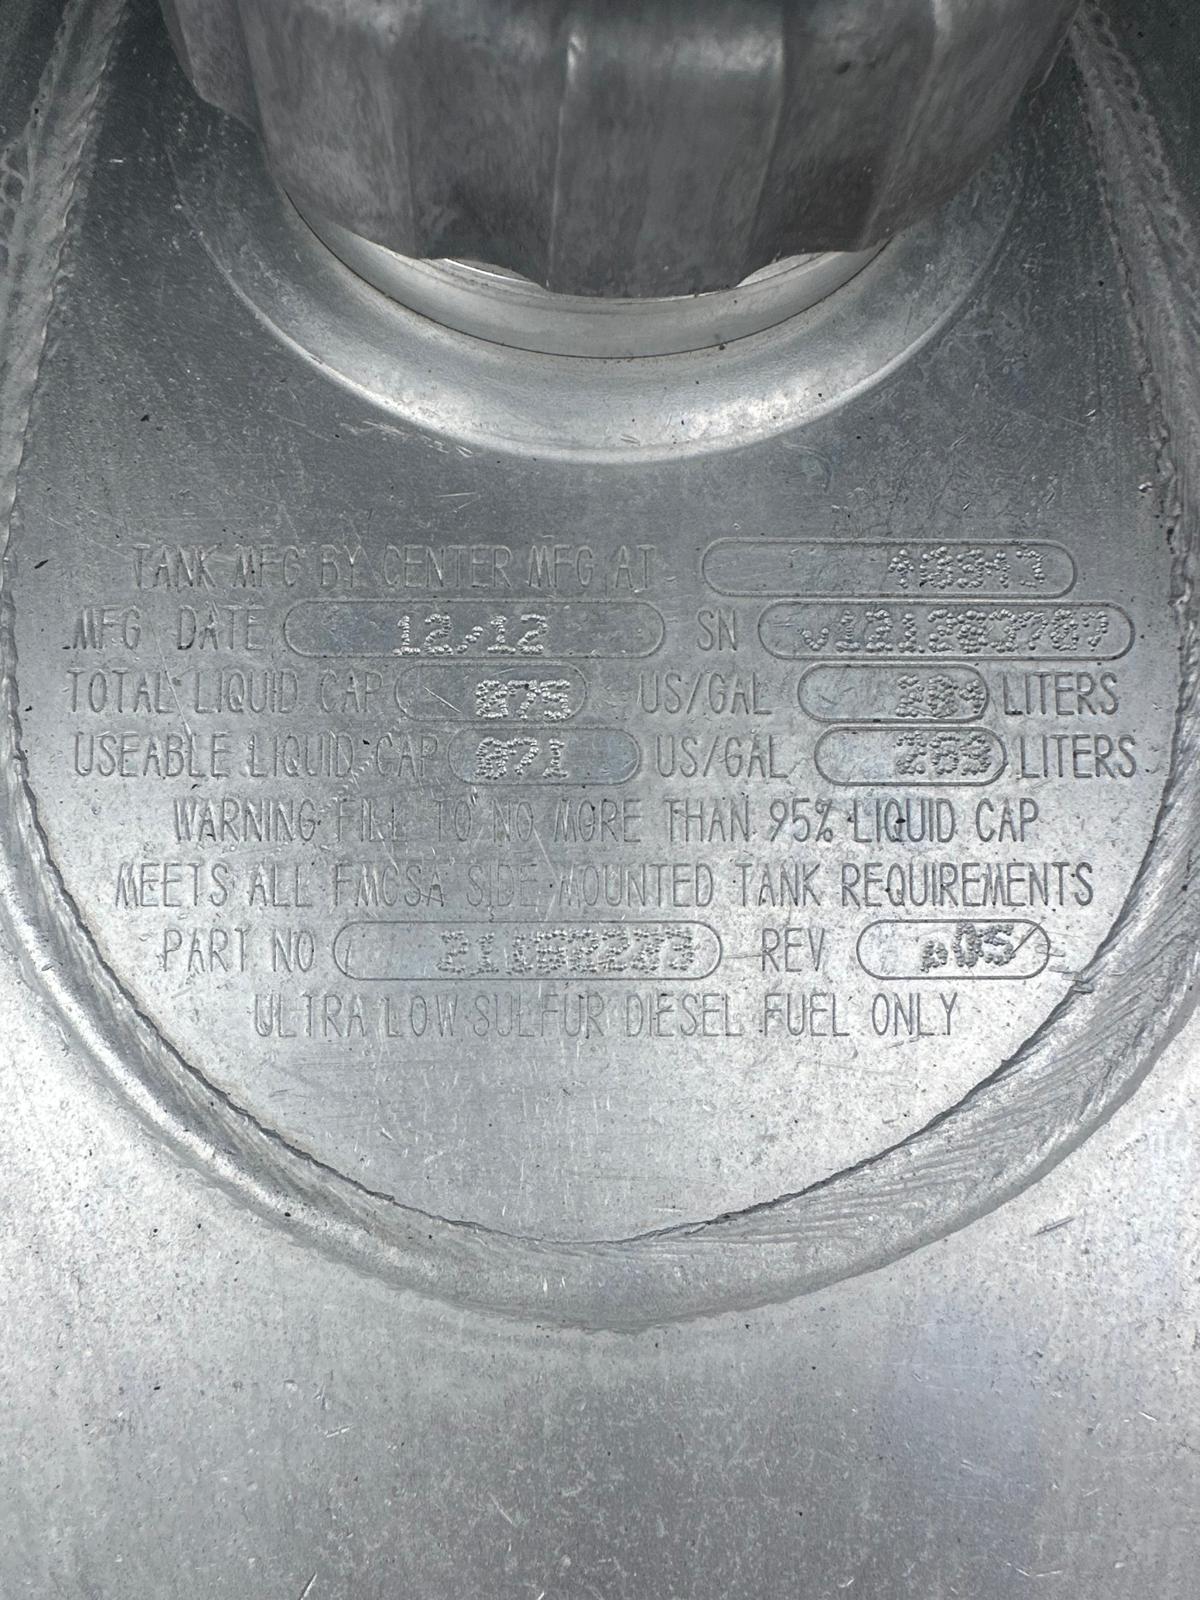 TANK MFG BY CENTER MFG AT
MFG DATE 12/12 SN
TOTAL LIQUID CAP 075 US/GAL 284 LITERS
USEABLE LIQUID CAP 071 US/GAL 269 LITERS
WARNING FILL TO NO MORE THAN 95% LIQUID CAP
MEETS ALL FMCSA SIDE MOUNTED TANK REQUIREMENTS
PART NO REV p05
ULTRA LOW SULFUR DIESEL FUEL ONLY